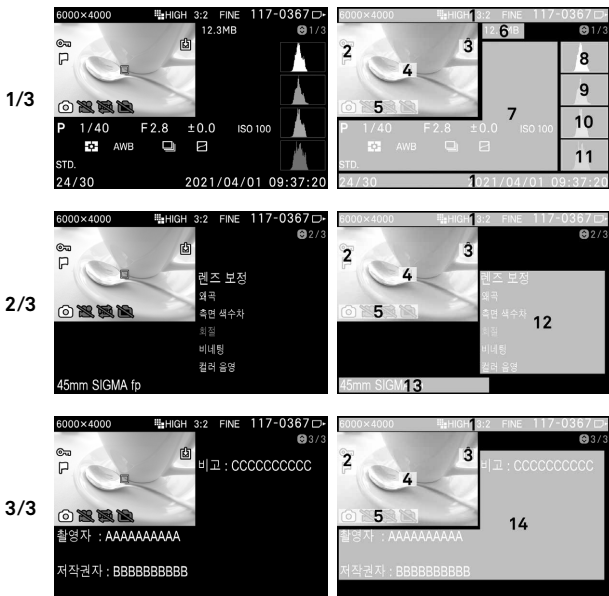 6000×4000 HIGH 3:2 FINE 117-0367
12.3MB 1/3
1/3
P 1/40 F2.8 ±0.0 ISO 100
AWB
STD.
24/30 2021/04/01 09:37:20
6000×4000 HIGH 1 3:2 FINE 117-0367
12.3MB 6 1/3
2 3
4
5
7
8
9
10
11
P 1/40 F2.8 ±0.0 ISO 100
AWB
STD.
24/30 1 2021/04/01 09:37:20
6000×4000 HIGH 3:2 FINE 117-0367
2/3
2/3
렌즈 보정
왜곡
측면 색수차
회절
비네팅
컬러 음영
45mm SIGMA fp
6000×4000 HIGH 1 3:2 FINE 117-0367
2/3
2 3
4
5
렌즈 보정
왜곡
측면 색수차
회절
비네팅
컬러 음영
12
45mm SIGMA 13
6000×4000 HIGH 3:2 FINE 117-0367
3/3
3/3
비고 : CCCCCCCCCC
촬영자 : AAAAAAAAAA
저작권자 : BBBBBBBBBB
6000×4000 HIGH 1 3:2 FINE 117-0367
3/3
2 3
4
5
비고 : CCCCCCCCCC
14
촬영자 : AAAAAAAAAA
저작권자 : BBBBBBBBBB